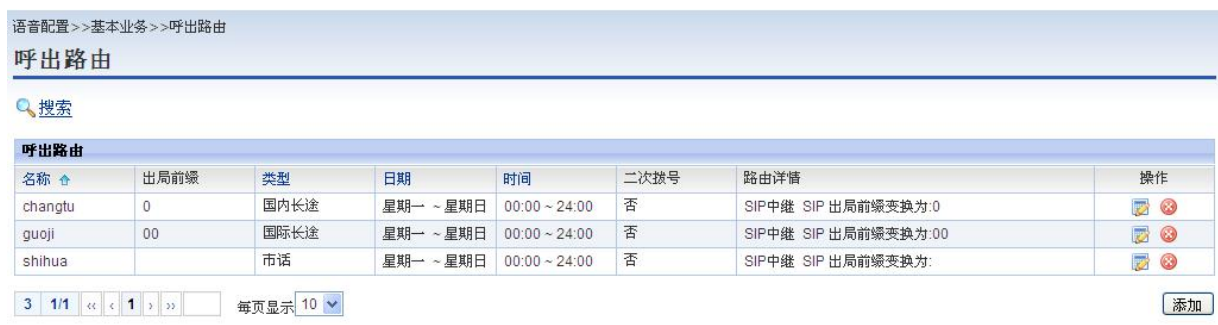 语音配置>>基本业务>>呼出路由
呼出路由
搜索
呼出路由
名称 出局前缀 类型 日期 时间 二次拨号 路由详情 操作
changtu 0 国内长途 星期一 ~ 星期日 00:00 ~ 24:00 否 SIP中继 SIP 出局前缀变换为:0
guoji 00 国际长途 星期一 ~ 星期日 00:00 ~ 24:00 否 SIP中继 SIP 出局前缀变换为:00
shihua 市话 星期一 ~ 星期日 00:00 ~ 24:00 否 SIP中继 SIP 出局前缀变换为:
3 1/1 ‹‹ ‹ 1 › ›› 每页显示 10 添加